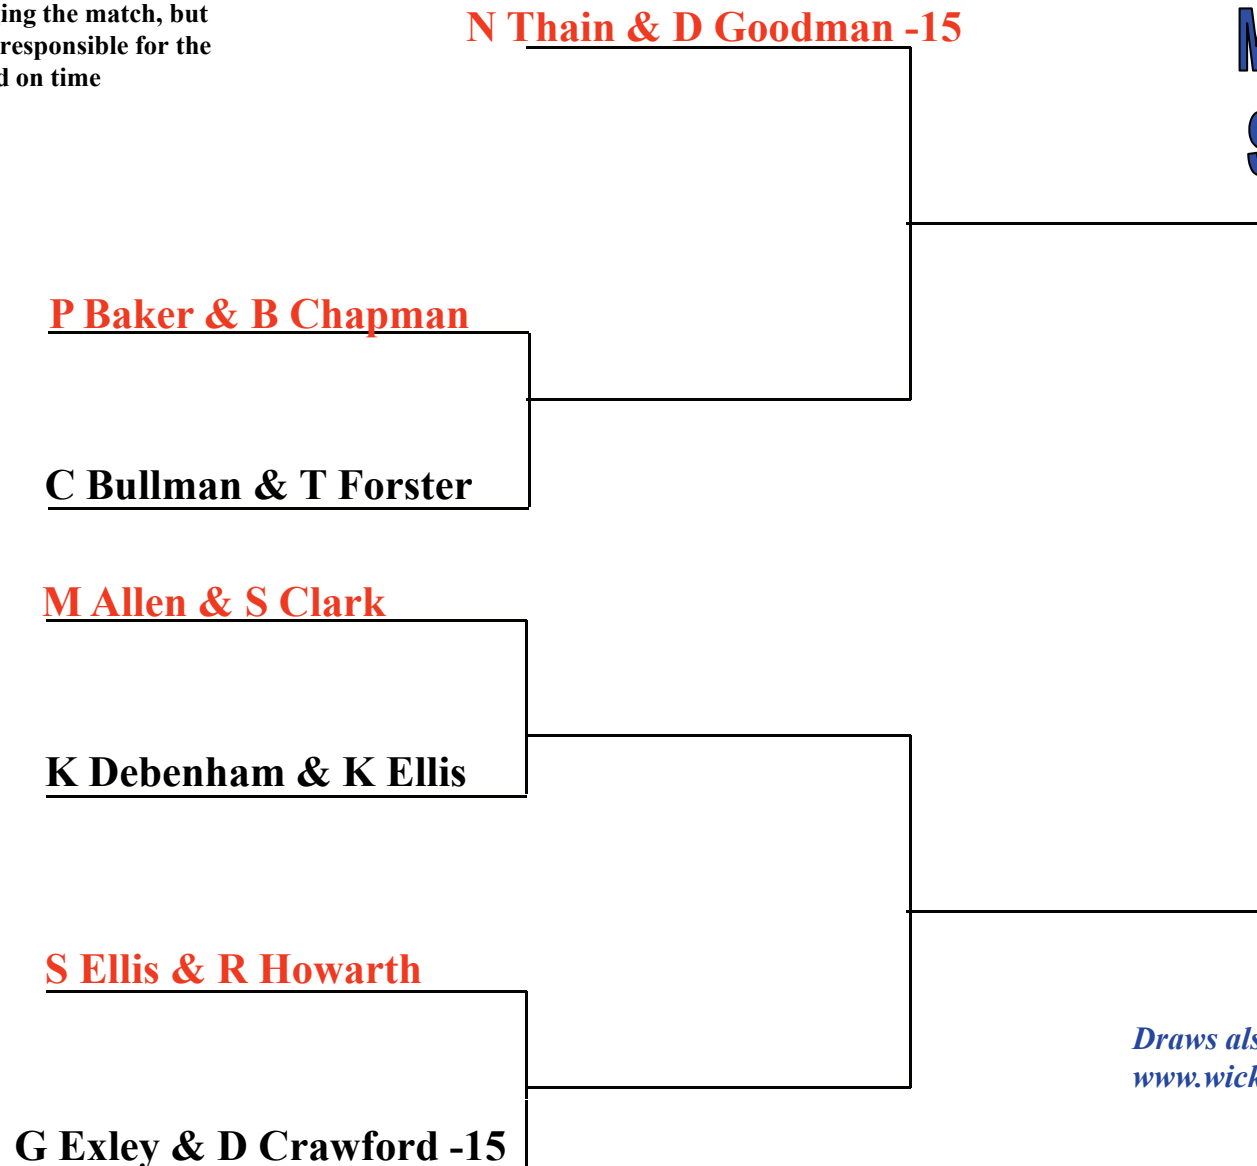 ing the match, but
responsible for the
on time
N Thain & D Goodman -15
P Baker & B Chapman
C Bullman & T Forster
M Allen & S Clark
K Debenham & K Ellis
S Ellis & R Howarth
Draws
G Exley & D Crawford -15